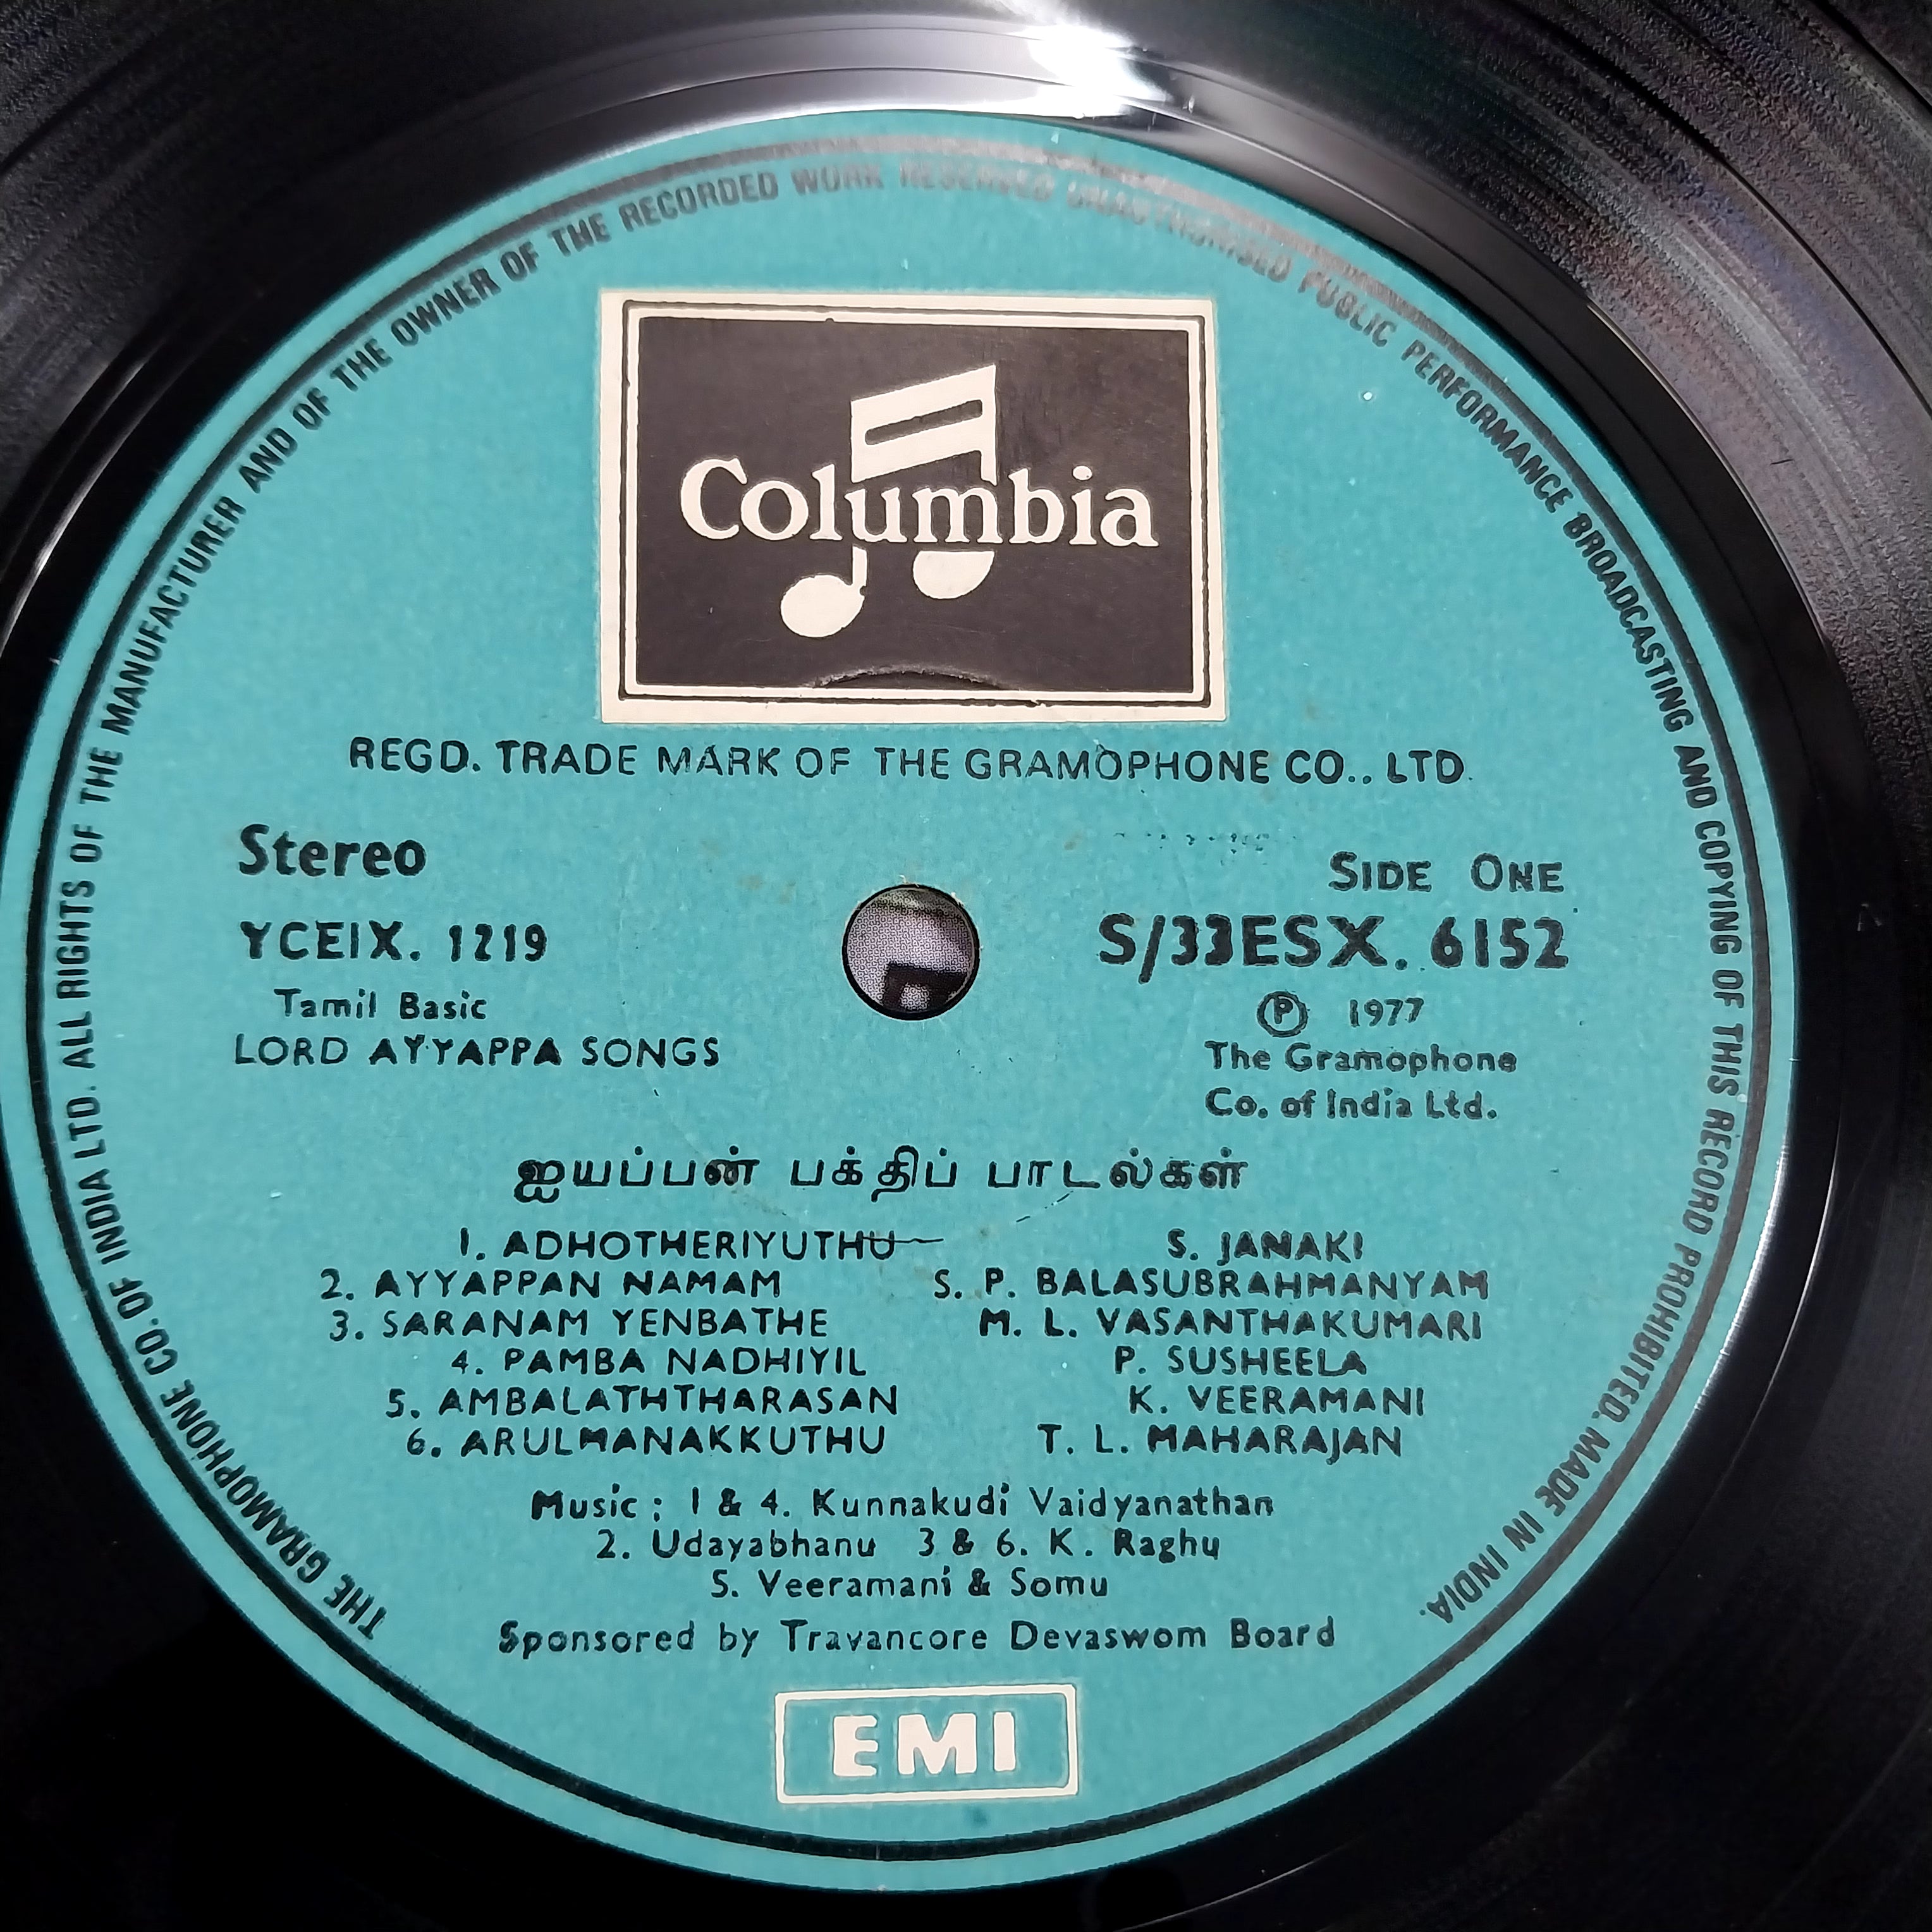 THE GRAMOPHONE CO. OF INDIA LTD. ALL RIGHTS OF THE MANUFACTURER AND OF THE OWNER OF THE RECORDED WORK RESERVED UNAUTHORISED PUBLIC PERFORMANCE BROADCASTING AND COPYING OF THIS RECORD PROHIBITED. MADE IN INDIA.
Columbia
REGD. TRADE MARK OF THE GRAMOPHONE CO., LTD.
Stereo SIDE ONE
YCEIX. 1219 S/33ESX. 6152
Tamil Basic Ⓟ 1977
LORD AYYAPPA SONGS The Gramophone
Co. of India Ltd.
ஐயப்பன் பக்திப் பாடல்கள்
1. ADHOTHERIYUTHU S. JANAKI
2. AYYAPPAN NAMAM S. P. BALASUBRAHMANYAM
3. SARANAM YENBATHE M. L. VASANTHAKUMARI
4. PAMBA NADHIYIL P. SUSHEELA
5. AMBALATHTHARASAN K. VEERAMANI
6. ARULMANAKKUTHU T. L. MAHARAJAN
Music : 1 & 4. Kunnakudi Vaidyanathan
2. Udayabhanu 3 & 6. K. Raghu
5. Veeramani & Somu
Sponsored by Travancore Devaswom Board
EMI